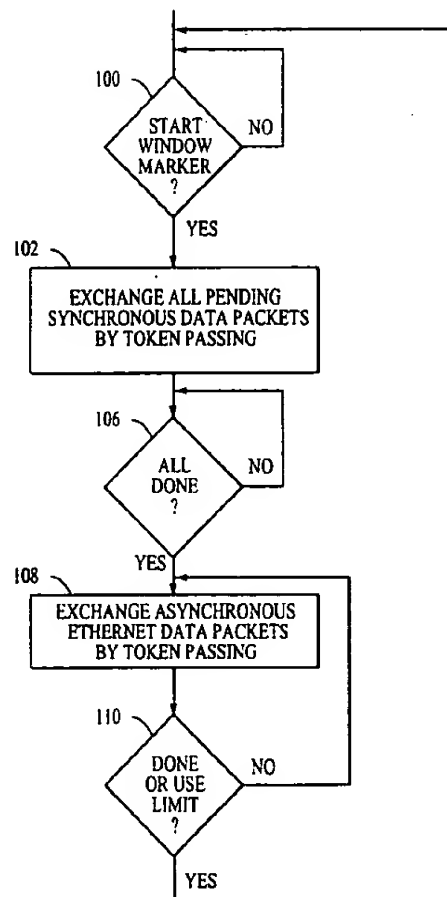 100
START
WINDOW
MARKER
?
NO
YES
102
EXCHANGE ALL PENDING
SYNCHRONOUS DATA PACKETS
BY TOKEN PASSING
106
ALL
DONE
?
NO
YES
108
EXCHANGE ASYNCHRONOUS
ETHERNET DATA PACKETS
BY TOKEN PASSING
110
DONE
OR USE
LIMIT
?
NO
YES